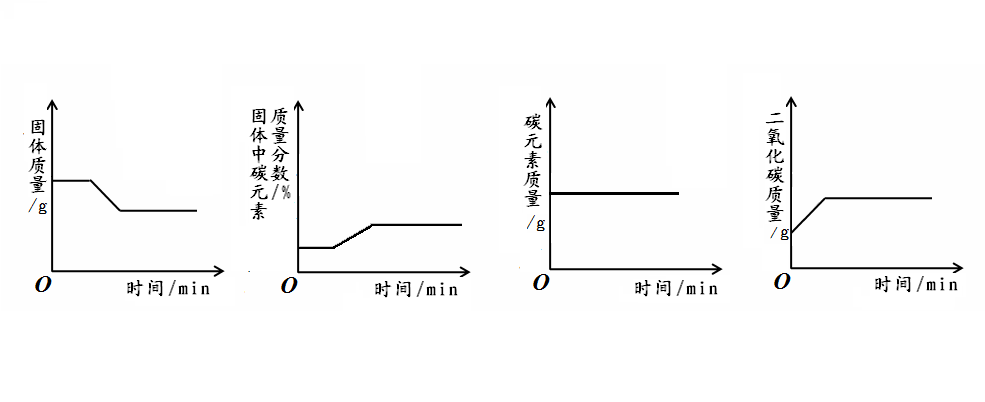 固体质量/g
O
时间/min
固体中碳元素
质量分数/%
O
时间/min
碳元素质量/g
O
时间/min
二氧化碳质量/g
O
时间/min